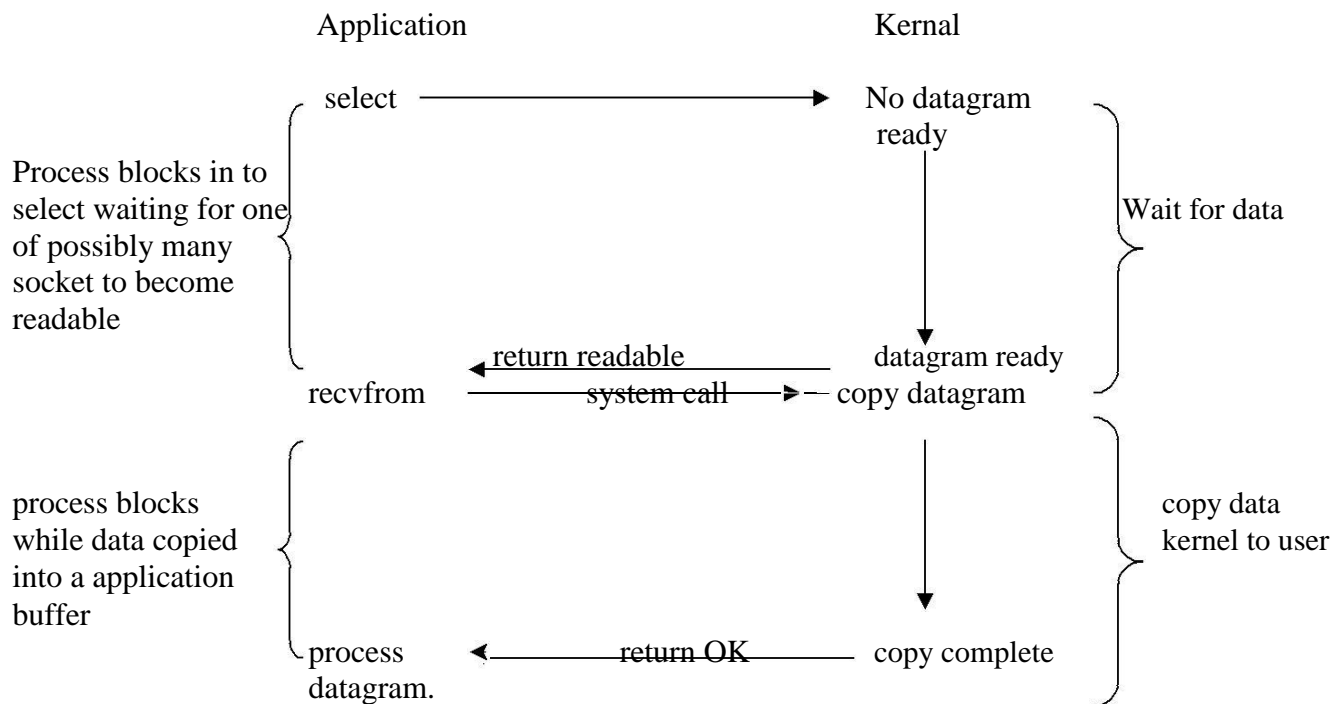 Application
Kernal
select
No datagram
ready
Process blocks in to
select waiting for one
of possibly many
socket to become
readable
Wait for data
return readable
datagram ready
recvfrom
system call
copy datagram
process blocks
while data copied
into a application
buffer
copy data
kernel to user
process
datagram.
return OK
copy complete